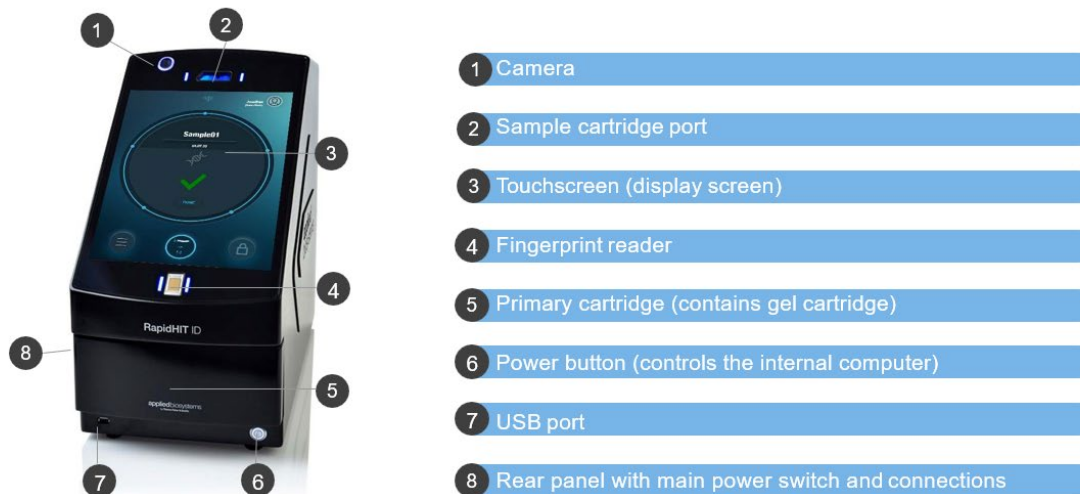 1
2
3
4
5
6
7
8
Sample01
RapidHIT ID
appliedbiosystems
1 Camera
2 Sample cartridge port
3 Touchscreen (display screen)
4 Fingerprint reader
5 Primary cartridge (contains gel cartridge)
6 Power button (controls the internal computer)
7 USB port
8 Rear panel with main power switch and connections